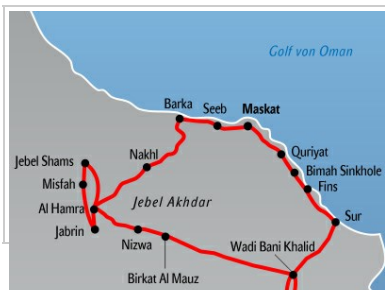 Golf von Oman
Barka
Seeb
Maskat
Quriyat
Bimah Sinkhole
Fins
Sur
Nakhl
Jebel Shams
Misfah
Jebel Akhdar
Al Hamra
Jabrin
Nizwa
Birkat Al Mauz
Wadi Bani Khalid